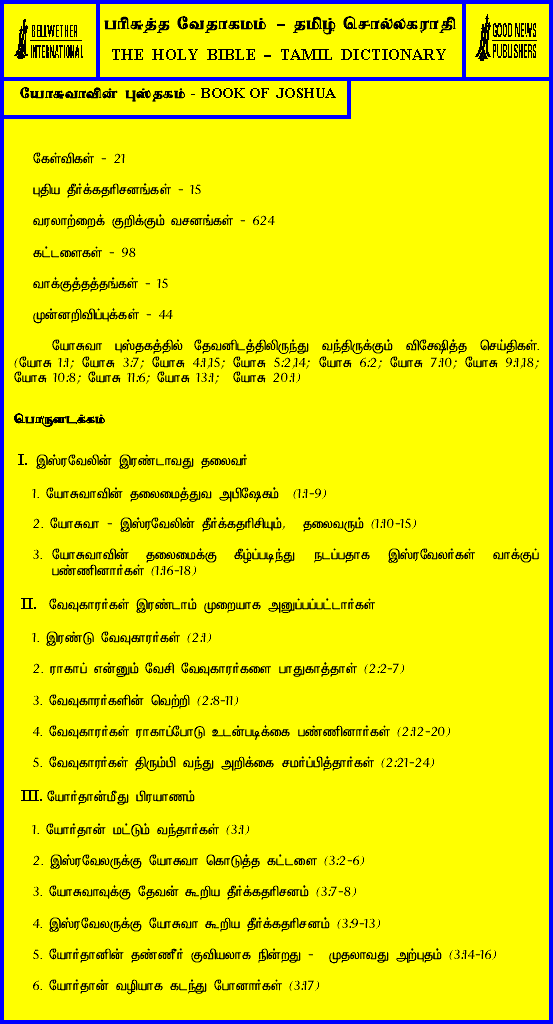 BELLWETHER
INTERNATIONAL
பரிசுத்த வேதாகமம் – தமிழ் சொல்லகராதி
THE HOLY BIBLE – TAMIL DICTIONARY
GOOD NEWS
PUBLISHERS
யோசுவாவின் புஸ்தகம் - BOOK OF JOSHUA
கேள்விகள் - 21
புதிய தீர்க்கதரிசனங்கள் - 15
வரலாற்றைக் குறிக்கும் வசனங்கள் - 624
கட்டளைகள் - 98
வாக்குத்தத்தங்கள் - 15
முன்னறிவிப்புக்கள் - 44
யோசுவா புஸ்தகத்தில் தேவனிடத்திலிருந்து வந்திருக்கும் விசேஷித்த செய்திகள்.
(யோசு 1:1; யோசு 3:7; யோசு 4:1,15; யோசு 5:2,14; யோசு 6:2; யோசு 7:10; யோசு 9:1,18;
யோசு 10:8; யோசு 11:6; யோசு 13:1; யோசு 20:1)
பொருளடக்கம்
I. இஸ்ரவேலின் இரண்டாவது தலைவர்
1. யோசுவாவின் தலைமைத்துவ அபிஷேகம் (1:1-9)
2. யோசுவா - இஸ்ரவேலின் தீர்க்கதரிசியும், தலைவரும் (1:10-15)
3. யோசுவாவின் தலைமைக்கு கீழ்ப்படிந்து நடப்பதாக இஸ்ரவேலர்கள் வாக்குப்
பண்ணினார்கள் (1:16-18)
II. வேவுகாரர்கள் இரண்டாம் முறையாக அனுப்பப்பட்டார்கள்
1. இரண்டு வேவுகாரர்கள் (2:1)
2. ராகாப் என்னும் வேசி வேவுகாரர்களை பாதுகாத்தாள் (2:2-7)
3. வேவுகாரர்களின் வெற்றி (2:8-11)
4. வேவுகாரர்கள் ராகாப்போடு உடன்படிக்கை பண்ணினார்கள் (2:12-20)
5. வேவுகாரர்கள் திரும்பி வந்து அறிக்கை சமர்ப்பித்தார்கள் (2:21-24)
III. யோர்தான்மீது பிரயாணம்
1. யோர்தான் மட்டும் வந்தார்கள் (3:1)
2. இஸ்ரவேலருக்கு யோசுவா கொடுத்த கட்டளை (3:2-6)
3. யோசுவாவுக்கு தேவன் கூறிய தீர்க்கதரிசனம் (3:7-8)
4. இஸ்ரவேலருக்கு யோசுவா கூறிய தீர்க்கதரிசனம் (3:9-13)
5. யோர்தானின் தண்ணீர் குவியலாக நின்றது - முதலாவது அற்புதம் (3:14-16)
6. யோர்தான் வழியாக கடந்து போனார்கள் (3:17)